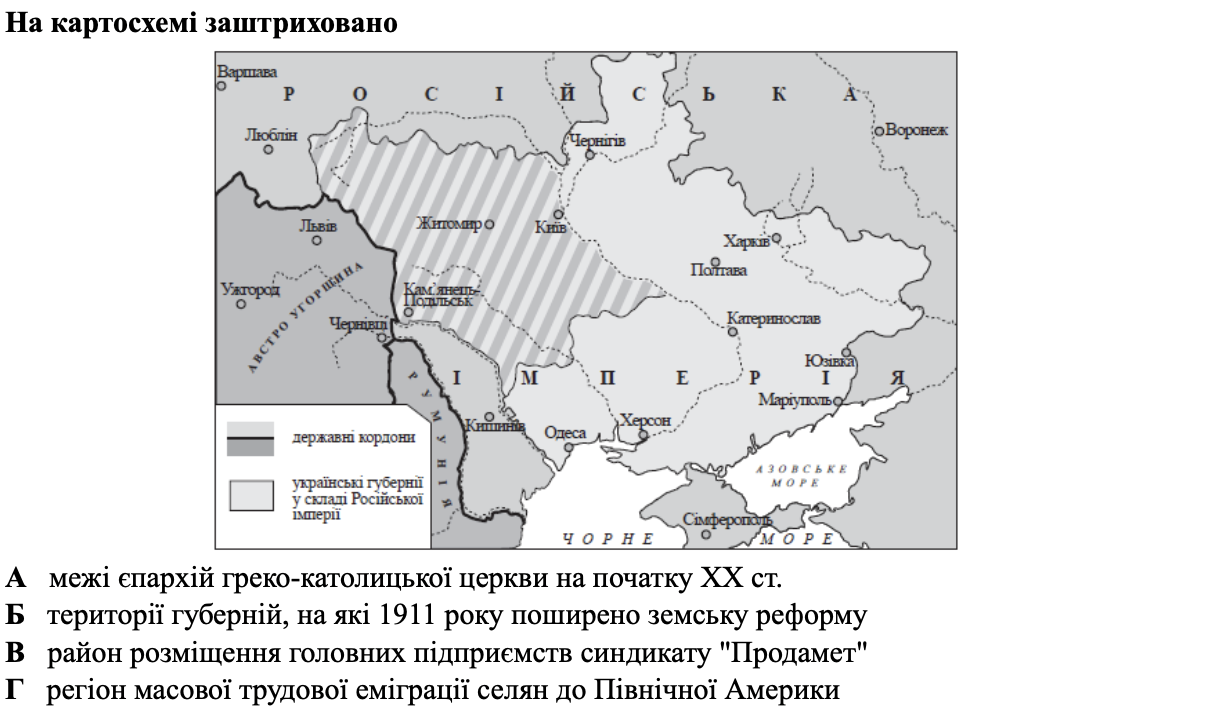 На картосхемі заштриховано
Варшава
Р О С І Й С Ь К А
Люблін
Чернігів
Воронеж
Львів
Житомир
Київ
Харків
Полтава
Ужгород
АВСТРО УГОРЩИНА
Кам'янець-
Подільськ
Чернівці
Катеринослав
Юзівка
І М П Е Р І Я
РУМУНІЯ
Маріуполь
Кишинів
Одеса
Херсон
АЗОВСЬКЕ
МОРЕ
державні кордони
українські губернії
у складі Російської
імперії
Сімферополь
ЧОРНЕ МОРЕ
А межі єпархій греко-католицької церкви на початку XX ст.
Б території губерній, на які 1911 року поширено земську реформу
В район розміщення головних підприємств синдикату "Продамет"
Г регіон масової трудової еміграції селян до Північної Америки